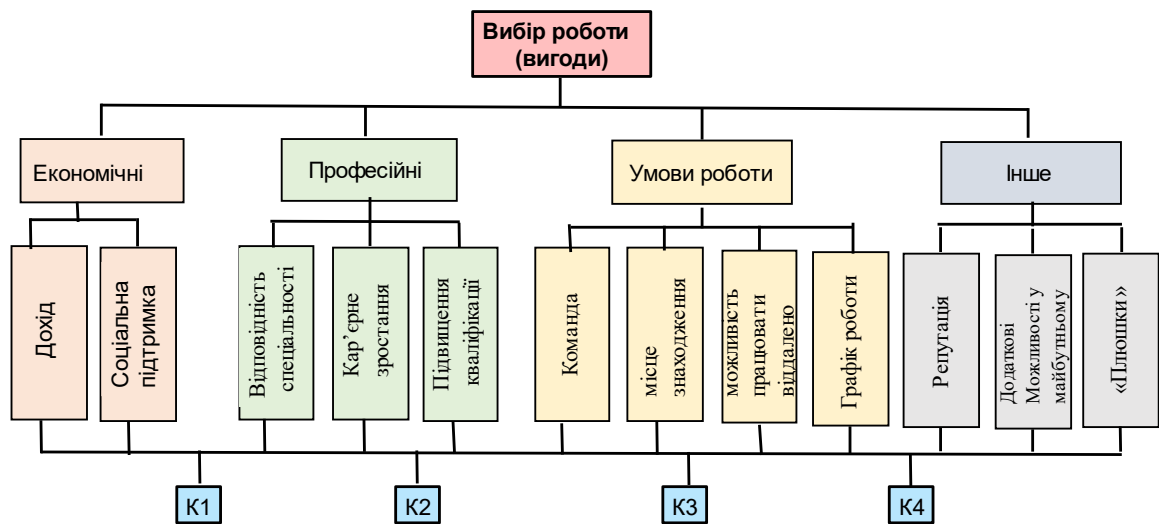 Вибір роботи
(вигоди)
Економічні
Професійні
Умови роботи
Інше
Дохід
Соціальна
підтримка
Відповідність
спеціальності
Кар’єрне
зростання
Підвищення
кваліфікації
Команда
місце
знаходження
можливість
працювати
віддалено
Графік роботи
Репутація
Додаткові
Можливості у
майбутньому
«Плюшки»
К1
К2
К3
К4